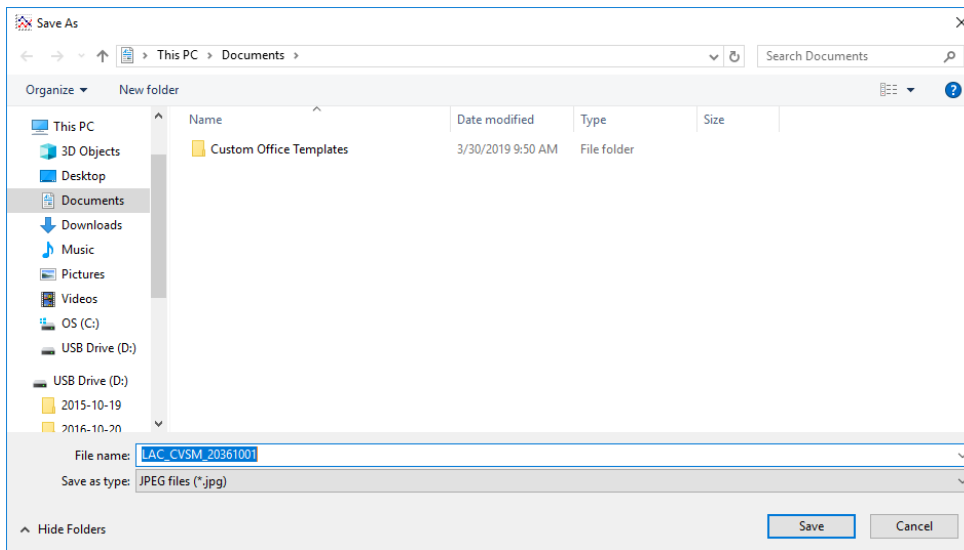 Save As
This PC > Documents >
Search Documents
Organize
New folder
Name
Date modified
Type
Size
This PC
3D Objects
Desktop
Documents
Downloads
Music
Pictures
Videos
OS (C:)
USB Drive (D:)
USB Drive (D:)
2015-10-19
2016-10-20
Custom Office Templates
3/30/2019 9:50 AM
File folder
File name: LAC_CVSM_20361001
Save as type: JPEG files (*.jpg)
Hide Folders
Save
Cancel